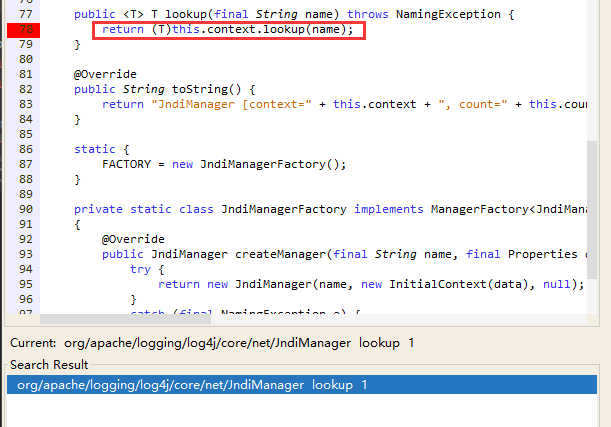 77 public <T> T lookup(final String name) throws NamingException {
78 return (T)this.context.lookup(name);
79 }
80
81 @Override
82 public String toString() {
83 return "JndiManager [context=" + this.context + ", count=" + this.cou
84 }
85
86 static {
87 FACTORY = new JndiManagerFactory();
88 }
89
90 private static class JndiManagerFactory implements ManagerFactory<JndiMana
91 {
92 @Override
93 public JndiManager createManager(final String name, final Properties
94 try {
95 return new JndiManager(name, new InitialContext(data), null);
96 }
97 catch (final NamingException e) {
Current: org/apache/logging/log4j/core/net/JndiManager lookup 1
Search Result
org/apache/logging/log4j/core/net/JndiManager lookup 1